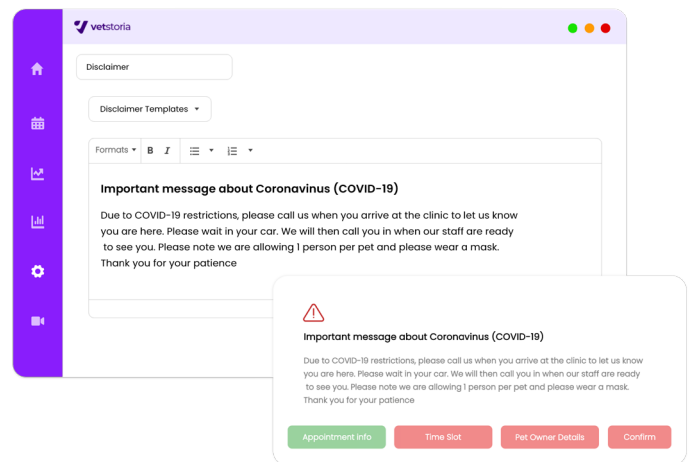 vetstoria
Disclaimer
Disclaimer Templates
Formats B I
Important message about Coronavinus (COVID-19)
Due to COVID-19 restrictions, please call us when you arrive at the clinic to let us know
you are here. Please wait in your car. We will then call you in when our staff are ready
to see you. Please note we are allowing 1 person per pet and please wear a mask.
Thank you for your patience
Important message about Coronavinus (COVID-19)
Due to COVID-19 restrictions, please call us when you arrive at the clinic to let us know
you are here. Please wait in your car. We will then call you in when our staff are ready
to see you. Please note we are allowing 1 person per pet and please wear a mask.
Thank you for your patience
Appointment info Time Slot Pet Owner Details Confirm